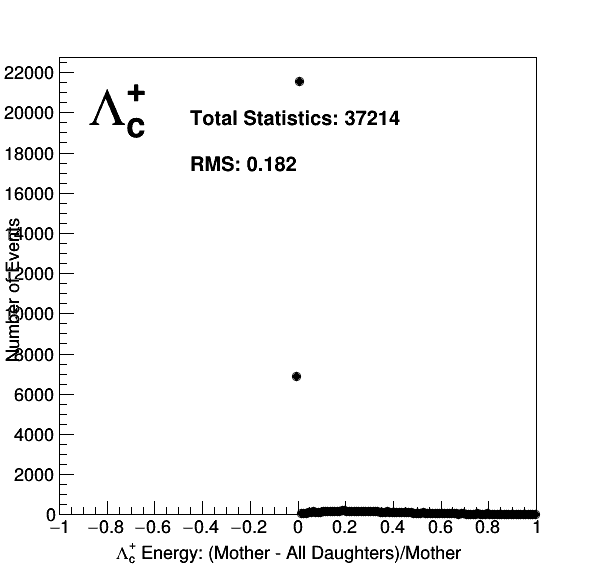 22000
20000
18000
16000
14000
12000
10000
8000
6000
4000
2000
0
Number of Events
Λc+
Total Statistics: 37214
RMS: 0.182
−1 −0.8 −0.6 −0.4 −0.2 0 0.2 0.4 0.6 0.8 1
Λc+ Energy: (Mother - All Daughters)/Mother